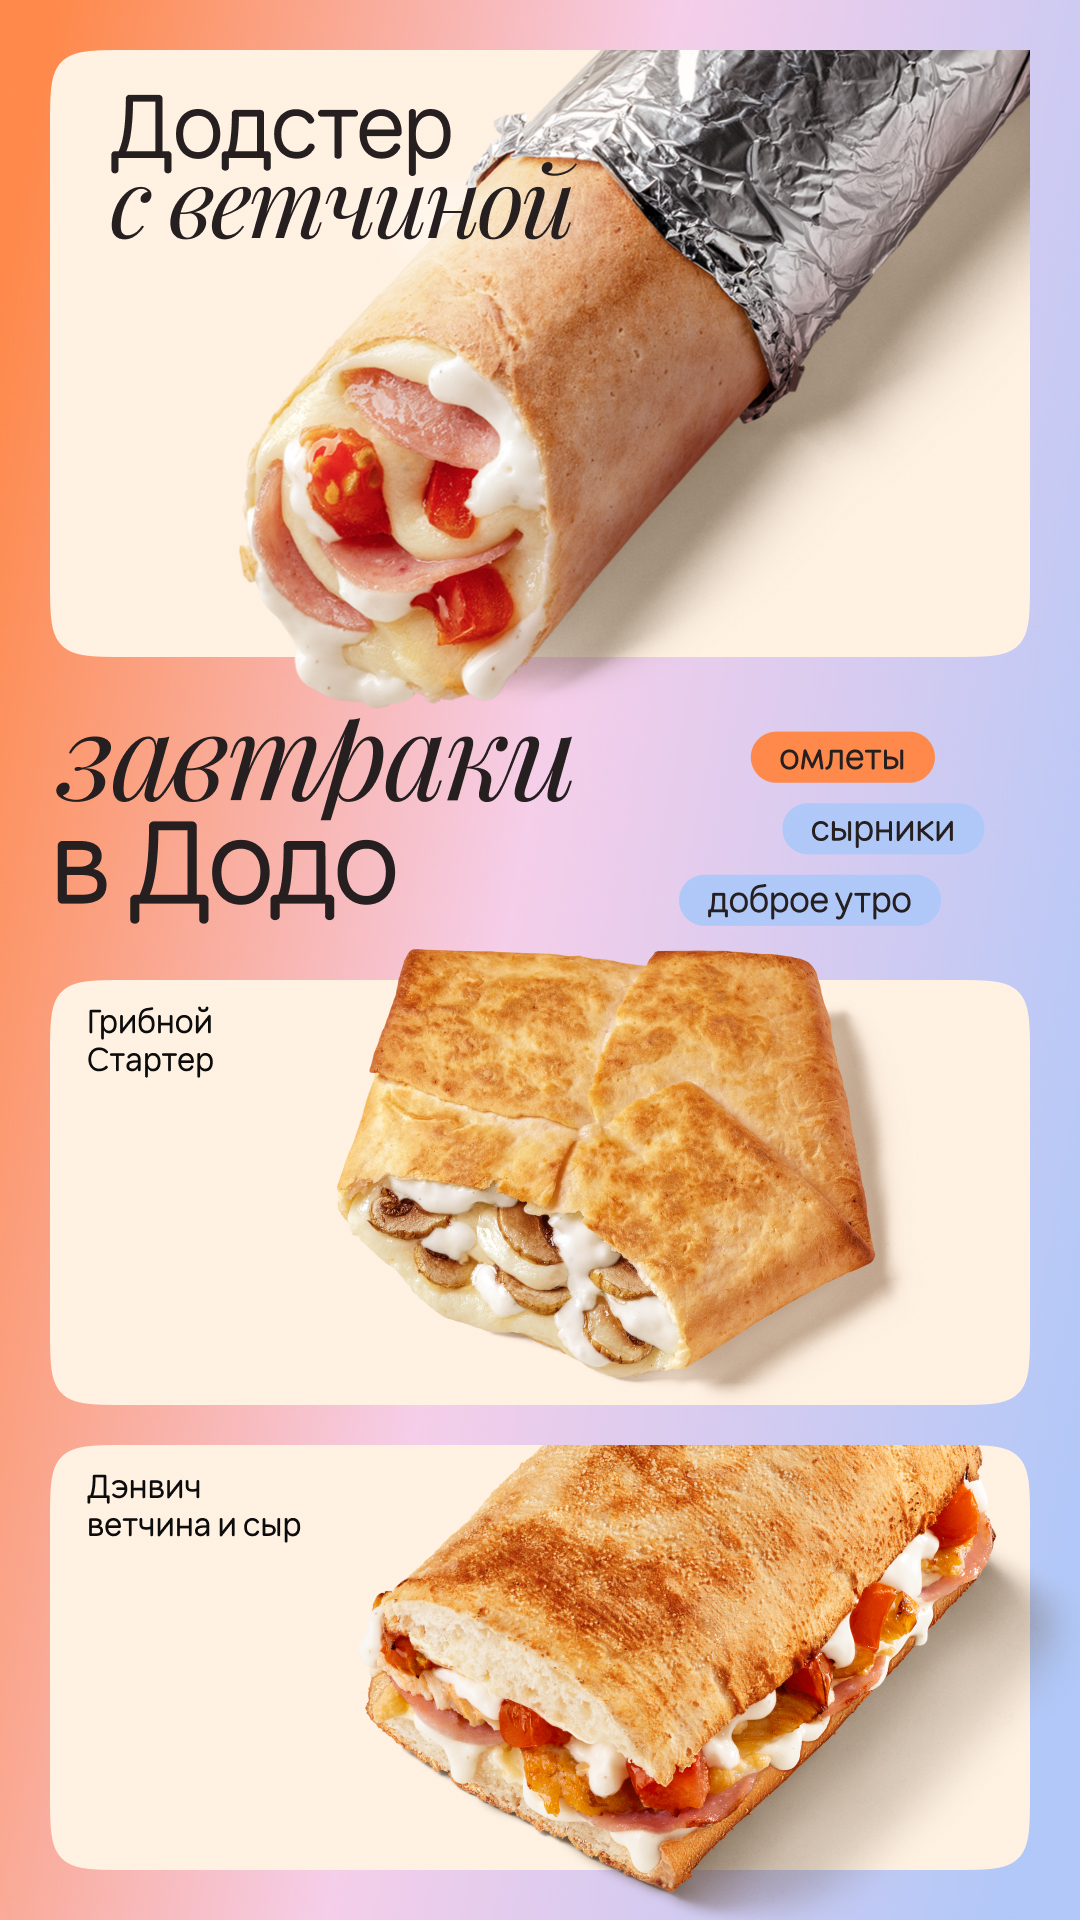 Додстер
с ветчиной
завтраки
в Додо
омлеты
сырники
доброе утро
Грибной
Стартер
Дэнвич
ветчина и сыр